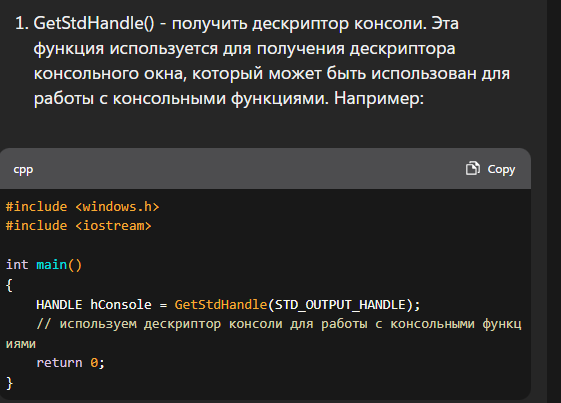 1. GetStdHandle() - получить дескриптор консоли. Эта
функция используется для получения дескриптора
консольного окна, который может быть использован для
работы с консольными функциями. Например:
cpp
Copy
#include <windows.h>
#include <iostream>
int main()
{
HANDLE hConsole = GetStdHandle(STD_OUTPUT_HANDLE);
// используем дескриптор консоли для работы с консольными функц
иями
return 0;
}